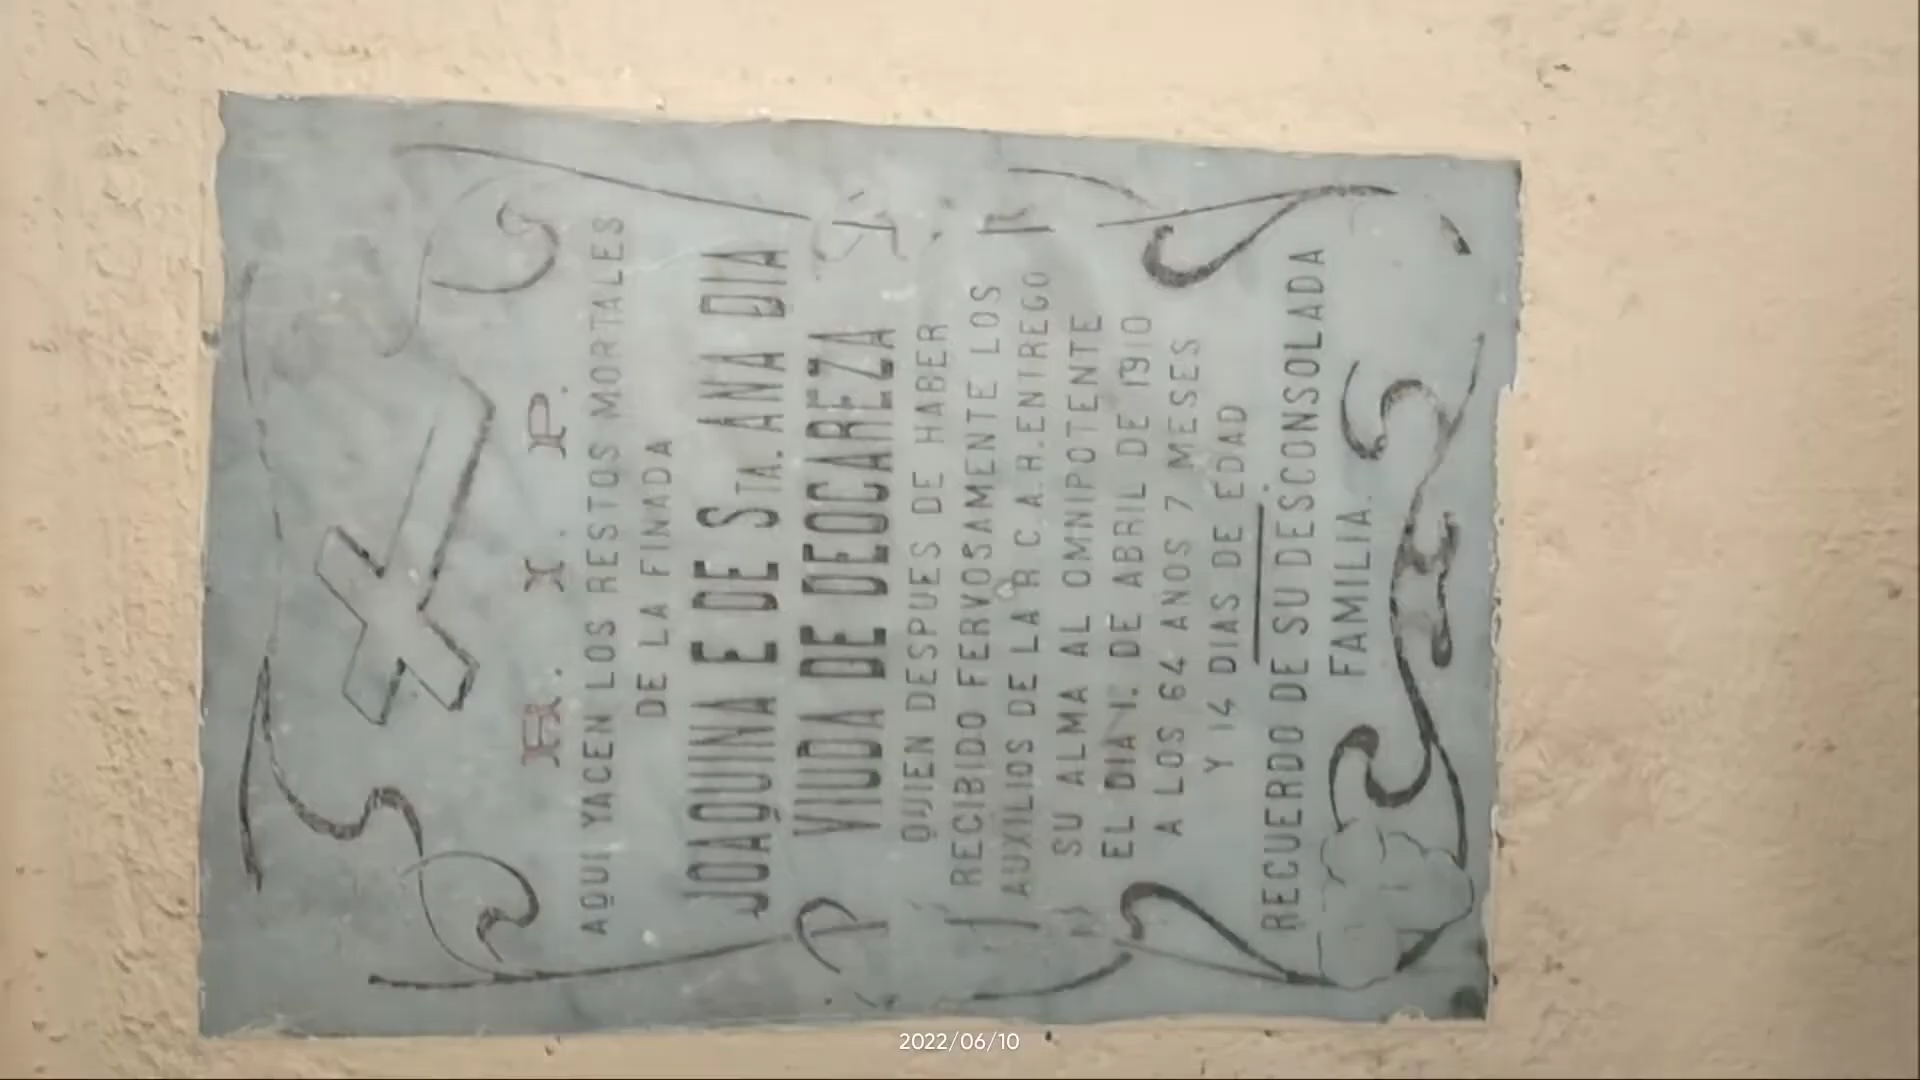 R. I. P.
AQUI YACEN LOS RESTOS MORTALES
DE LA FINADA
JOAQUINA E DE STA. ANA DIA
VIUDA DE DEOCAREZA
QUIEN DESPUES DE HABER
RECIBIDO FERVOSAMENTE LOS
AUXILIOS DE LA R C A.R. ENTREGO
SU ALMA AL OMNIPOTENTE
EL DIA DE ABRIL DE 1910
A LOS 64 ANOS 7 MESES
Y 14 DIAS DE EDAD
RECUERDO DE SU DESCONSOLADA
FAMILIA.
2022/06/10